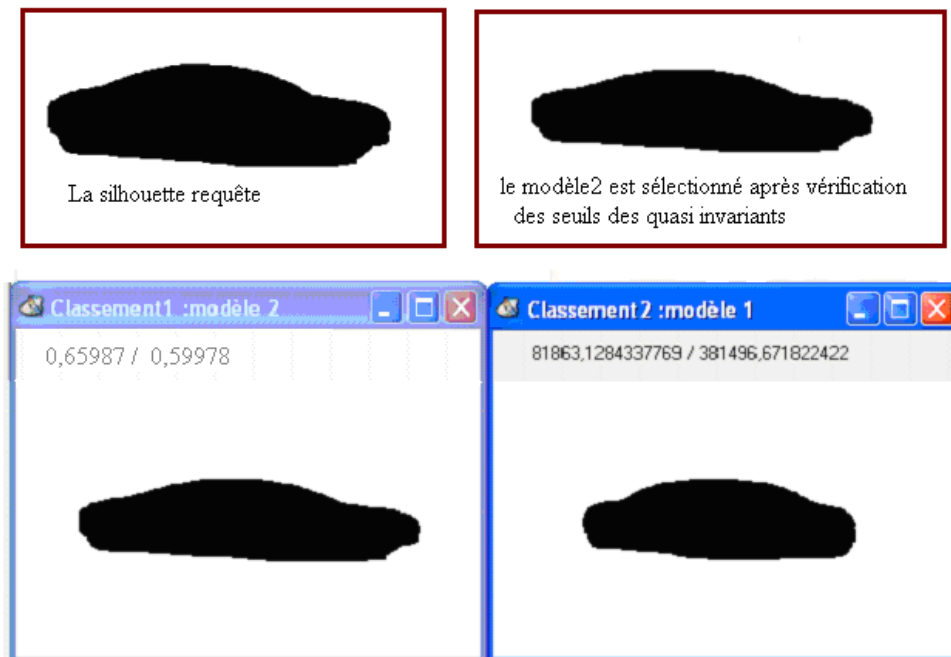 La silhouette requête
le modèle2 est sélectionné après vérification
des seuils des quasi invariants
Classement1 :modèle 2
0,65987 / 0,59978
Classement2 :modèle 1
81863,1284337769 / 381496,671822422